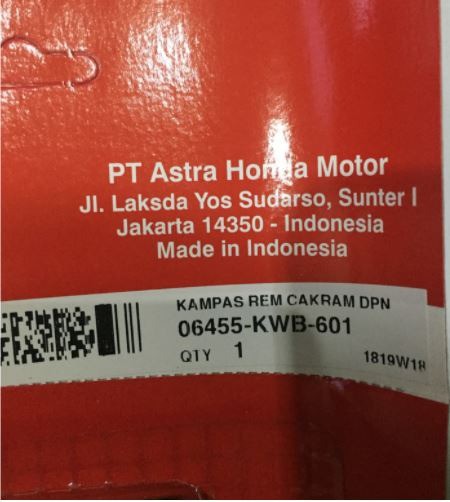 PT Astra Honda Motor
Jl. Laksda Yos Sudarso, Sunter I
Jakarta 14350 - Indonesia
Made in Indonesia
KAMPAS REM CAKRAM DPN
06455-KWB-601
QTY 1
1819W18